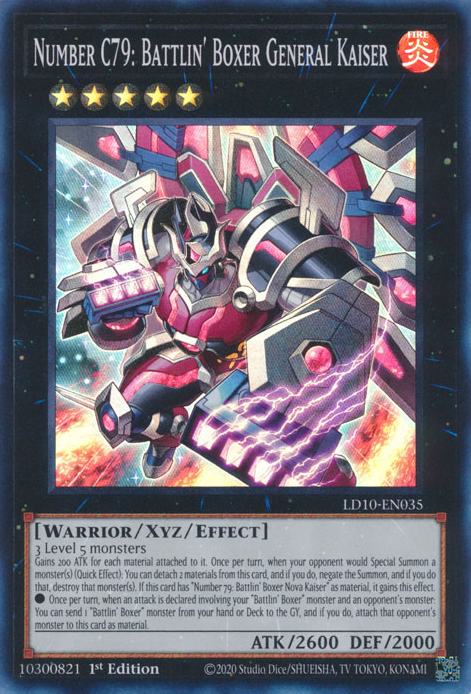 NUMBER C79: BATTLIN' BOXER GENERAL KAISER
FIRE
炎
LD10-EN035
[WARRIOR/XYZ/EFFECT]
3 Level 5 monsters
Gains 200 ATK for each material attached to it. Once per turn, when your opponent would Special Summon a
monster(s) (Quick Effect): You can detach 2 materials from this card, and if you do, negate the Summon, and if you do
that, destroy that monster(s). If this card has "Number 79: Battlin' Boxer Nova Kaiser" as material, it gains this effect.
● Once per turn, when an attack is declared involving your "Battlin' Boxer" monster and an opponent's monster:
You can send 1 "Battlin' Boxer" monster from your hand or Deck to the GY, and if you do, attach that opponent's
monster to this card as material.
ATK/2600 DEF/2000
10300821 1st Edition ©2020 Studio Dice/SHUEISHA, TV TOKYO, KONAMI